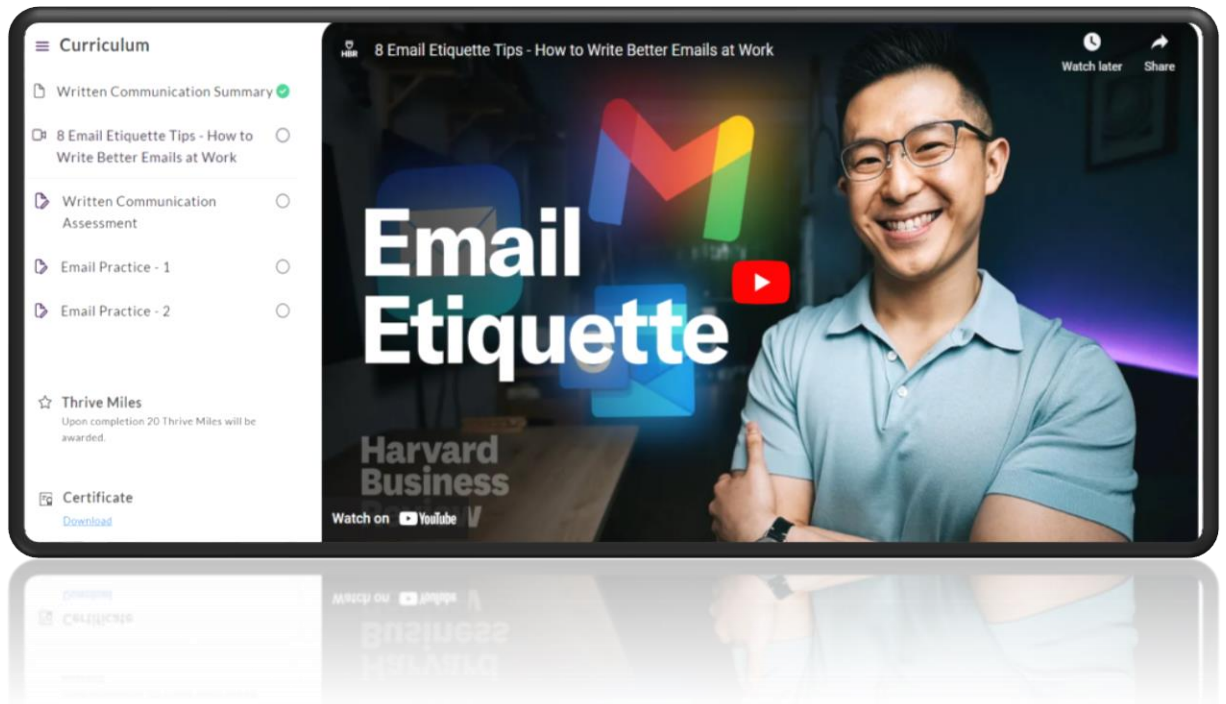 Curriculum
Written Communication Summary
8 Email Etiquette Tips - How to
Write Better Emails at Work
Written Communication
Assessment
Email Practice - 1
Email Practice - 2
Thrive Miles
Upon completion 20 Thrive Miles will be
awarded.
Certificate
Download
HBR
8 Email Etiquette Tips - How to Write Better Emails at Work
Watch later
Share
Email
Etiquette
Harvard
Business
Watch on YouTube